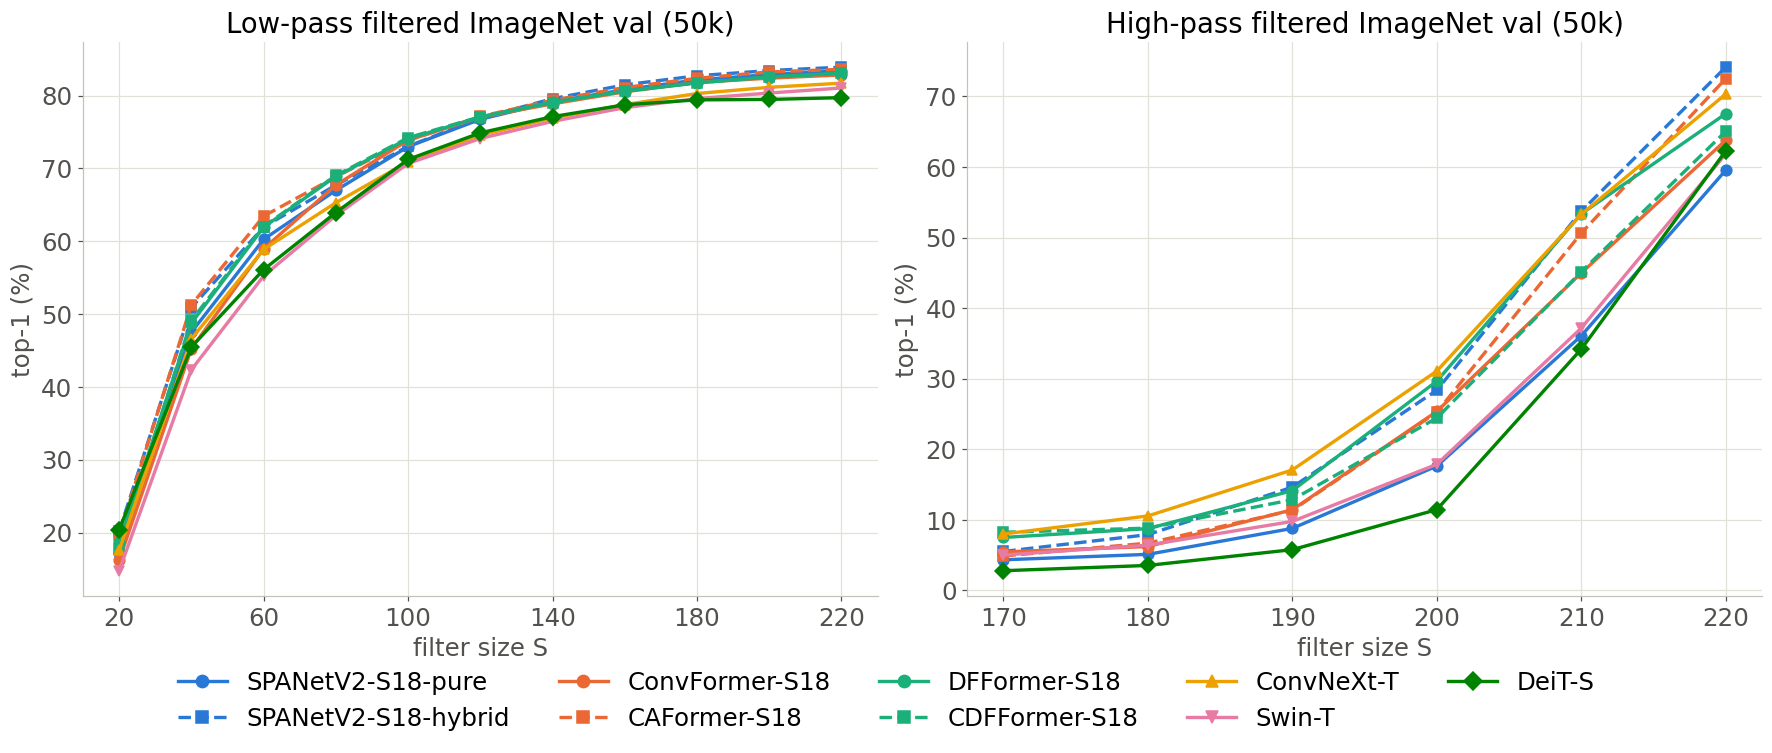 Low-pass filtered ImageNet val (50k)
top-1 (%)
80
70
60
50
40
30
20
20 60 100 140 180 220
filter size S
High-pass filtered ImageNet val (50k)
top-1 (%)
70
60
50
40
30
20
10
0
170 180 190 200 210 220
filter size S
SPANetV2-S18-pure ConvFormer-S18 DFFormer-S18 ConvNeXt-T DeiT-S
SPANetV2-S18-hybrid CAFormer-S18 CDFFormer-S18 Swin-T